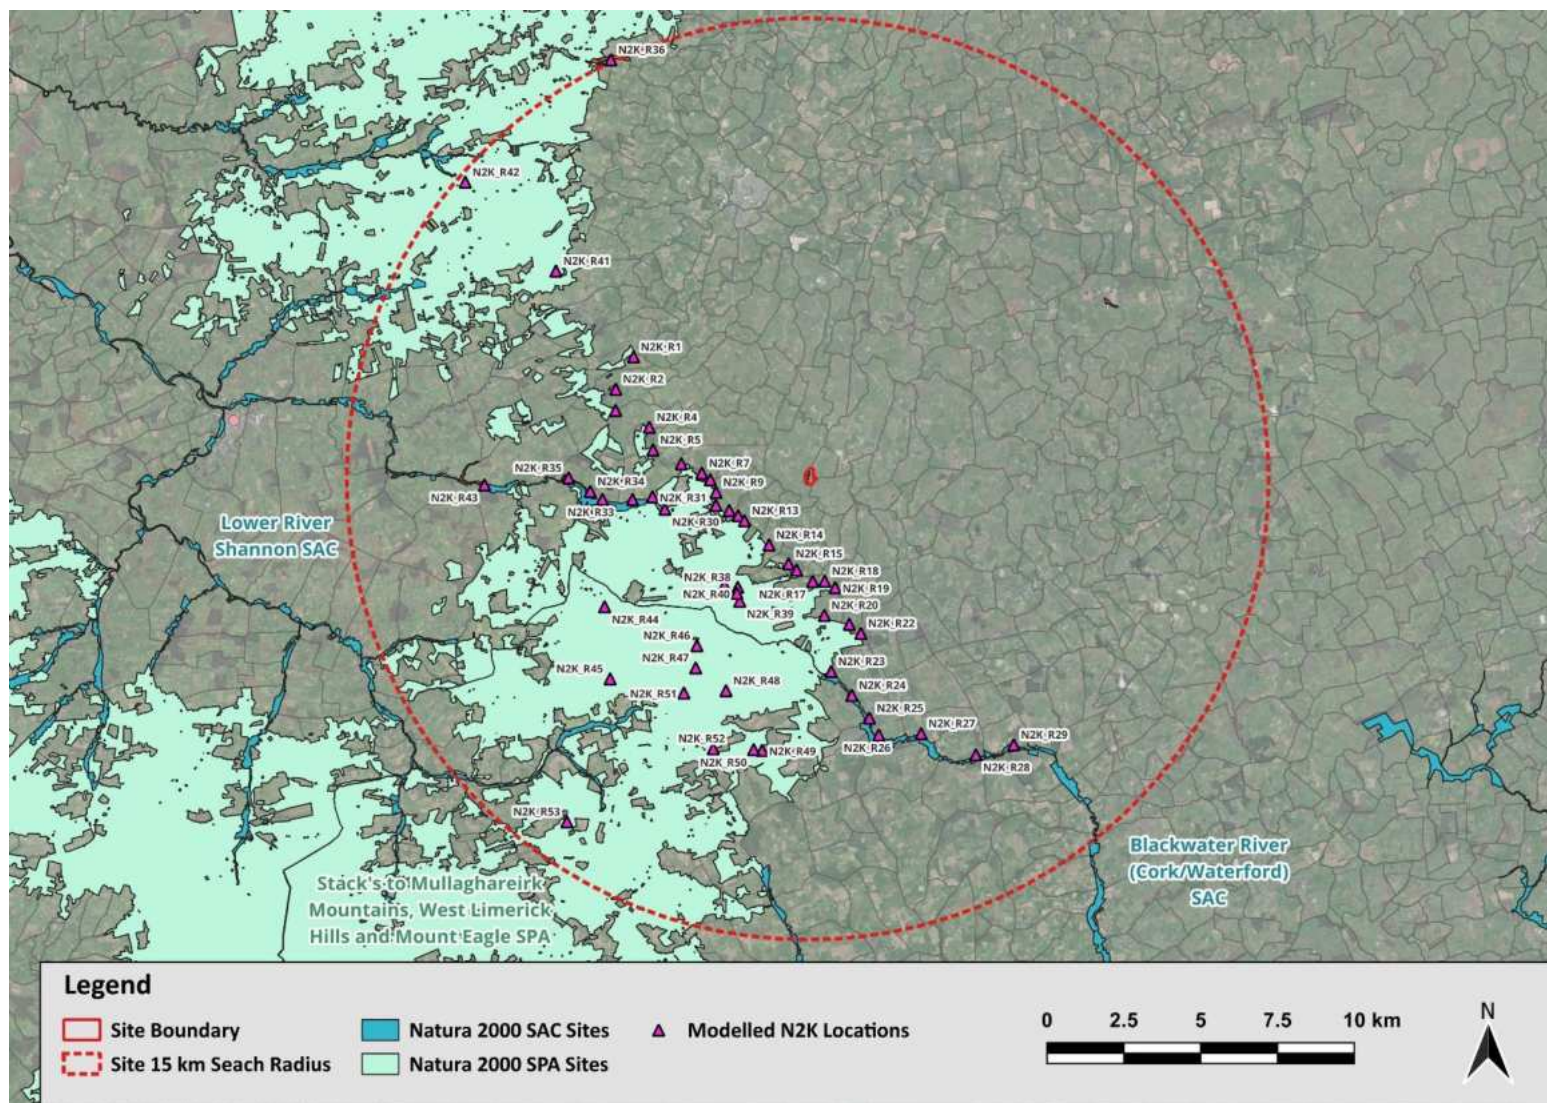 N2K_R36
N2K_R42
N2K_R41
N2K_R1
N2K_R2
N2K_R4
N2K_R5
N2K_R7
N2K_R9
N2K_R35
N2K_R34
N2K_R43
N2K_R33
N2K_R31
N2K_R30
N2K_R13
N2K_R14
N2K_R15
N2K_R18
N2K_R38
N2K_R40
N2K_R17
N2K_R19
N2K_R39
N2K_R20
N2K_R44
N2K_R22
N2K_R46
N2K_R47
N2K_R23
N2K_R45
N2K_R48
N2K_R24
N2K_R51
N2K_R25
N2K_R27
N2K_R52
N2K_R49
N2K_R26
N2K_R29
N2K_R50
N2K_R28
N2K_R53
Lower River
Shannon SAC
Blackwater River
(Cork/Waterford)
SAC
Stack's to Mullaghareirk
Mountains, West Limerick
Hills and Mount Eagle SPA
Legend
Site Boundary
Site 15 km Seach Radius
Natura 2000 SAC Sites
Natura 2000 SPA Sites
Modelled N2K Locations
0 2.5 5 7.5 10 km
N